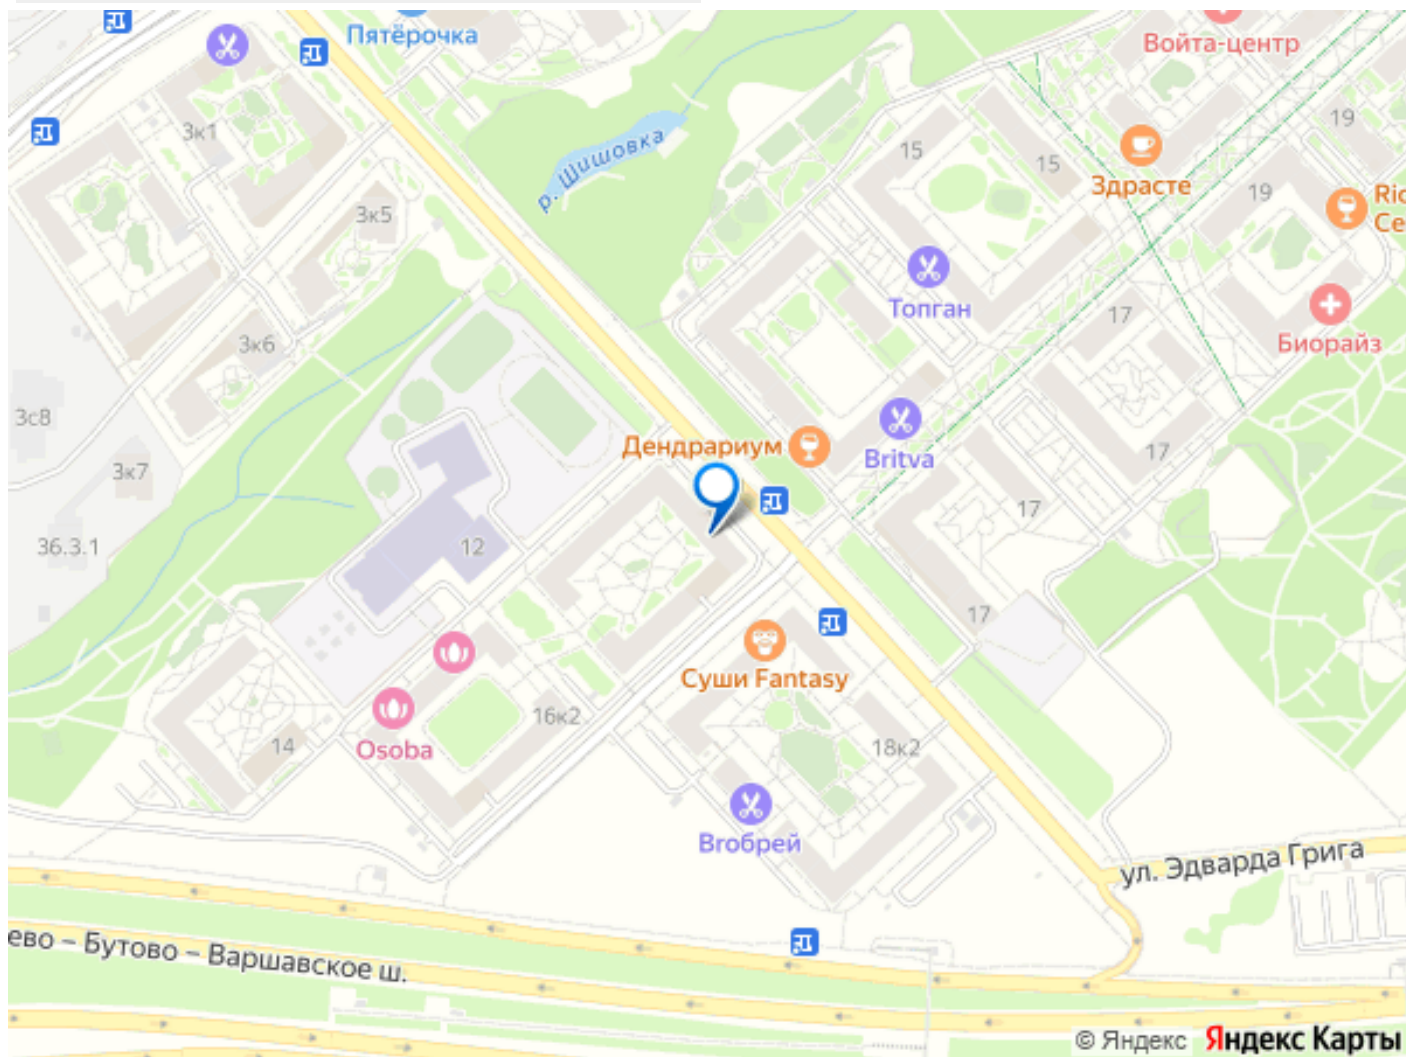 Пятёрочка
Войта-центр
3к1
р. Шишовка
15
15
19
Здрасте
19
Ric
Се
3к5
Топган
17
Биорайз
3к6
3с8
Дендрариум
Britva
17
3к7
17
36.3.1
12
17
Суши Fantasy
16к2
14
Osoba
18к2
Вгобрей
ул. Эдварда Грига
ево – Бутово – Варшавское ш.
© Яндекс Яндекс Карты